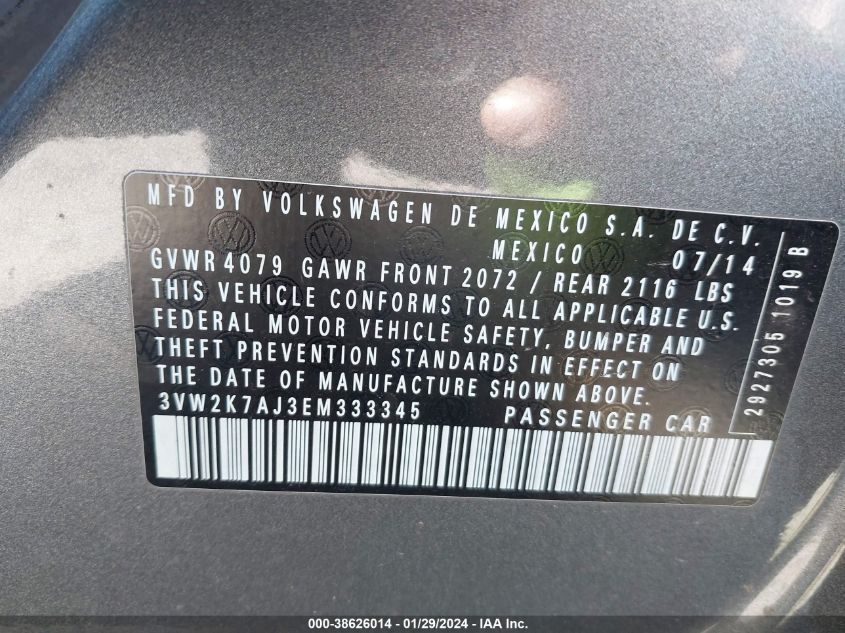 MFD BY VOLKSWAGEN DE MEXICO S.A. DE C.V.
MEXICO 07/14
GVWR 4079 GAWR FRONT 2072 / REAR 2116 LBS
THIS VEHICLE CONFORMS TO ALL APPLICABLE U.S.
FEDERAL MOTOR VEHICLE SAFETY, BUMPER AND
THEFT PREVENTION STANDARDS IN EFFECT ON
THE DATE OF MANUFACTURE SHOWN ABOVE.
3VW2K7AJ3EM333345 PASSENGER CAR
2927305 1019 B
000-38626014 - 01/29/2024 - IAA Inc.